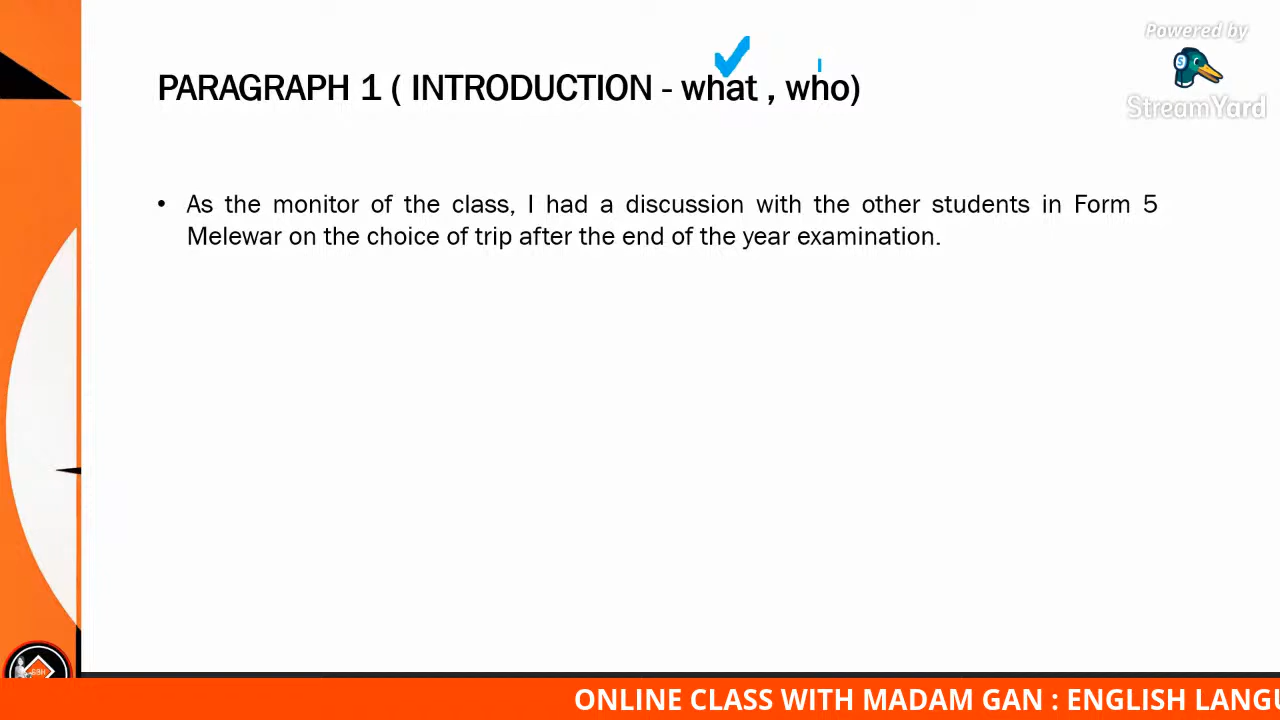 Powered by
StreamYard
PARAGRAPH 1 ( INTRODUCTION - what , who)
• As the monitor of the class, I had a discussion with the other students in Form 5
Melewar on the choice of trip after the end of the year examination.
ONLINE CLASS WITH MADAM GAN : ENGLISH LANGU